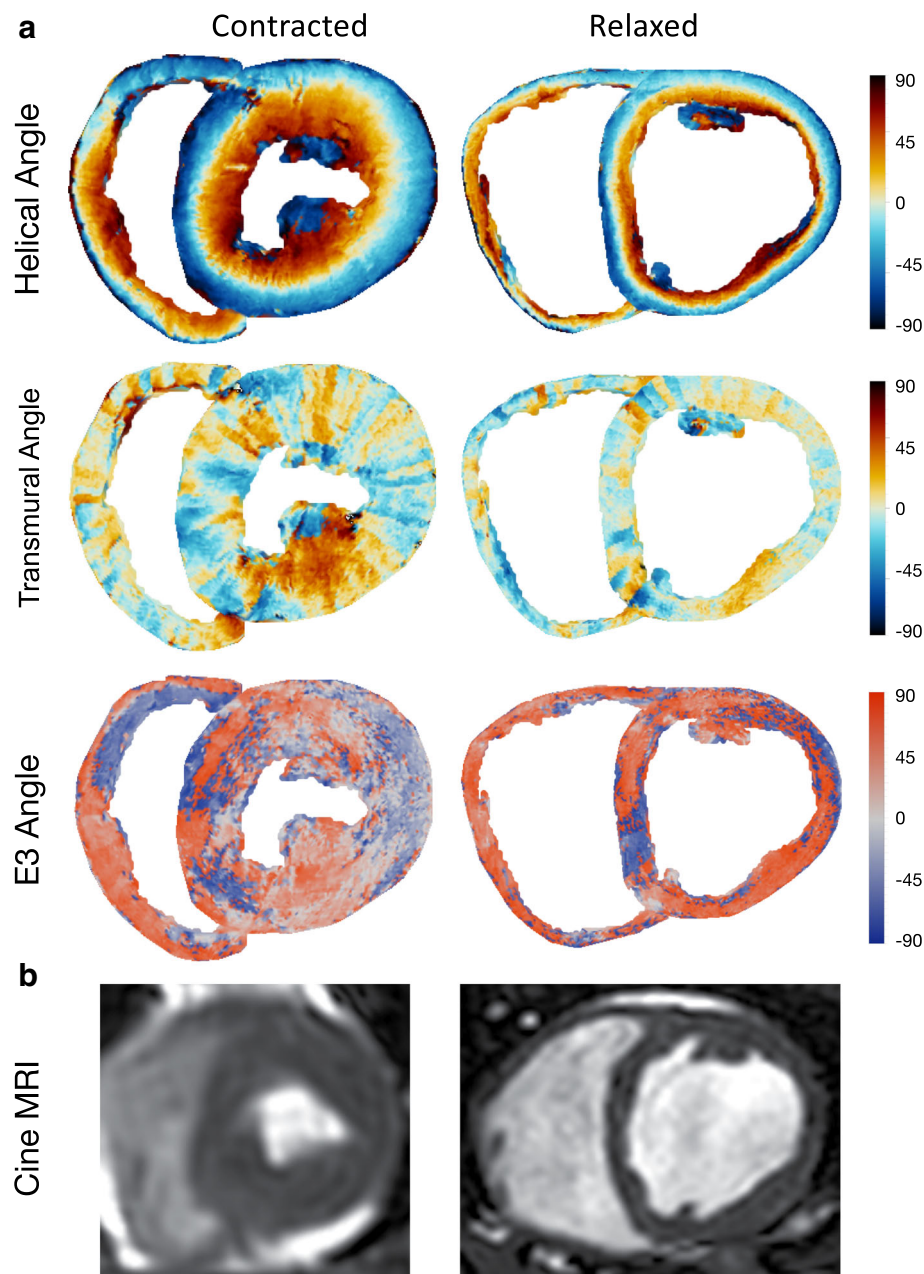 a
Contracted
Relaxed
Helical Angle
90
45
0
-45
-90
Transmural Angle
90
45
0
-45
-90
E3 Angle
90
45
0
-45
-90
b
Cine MRI